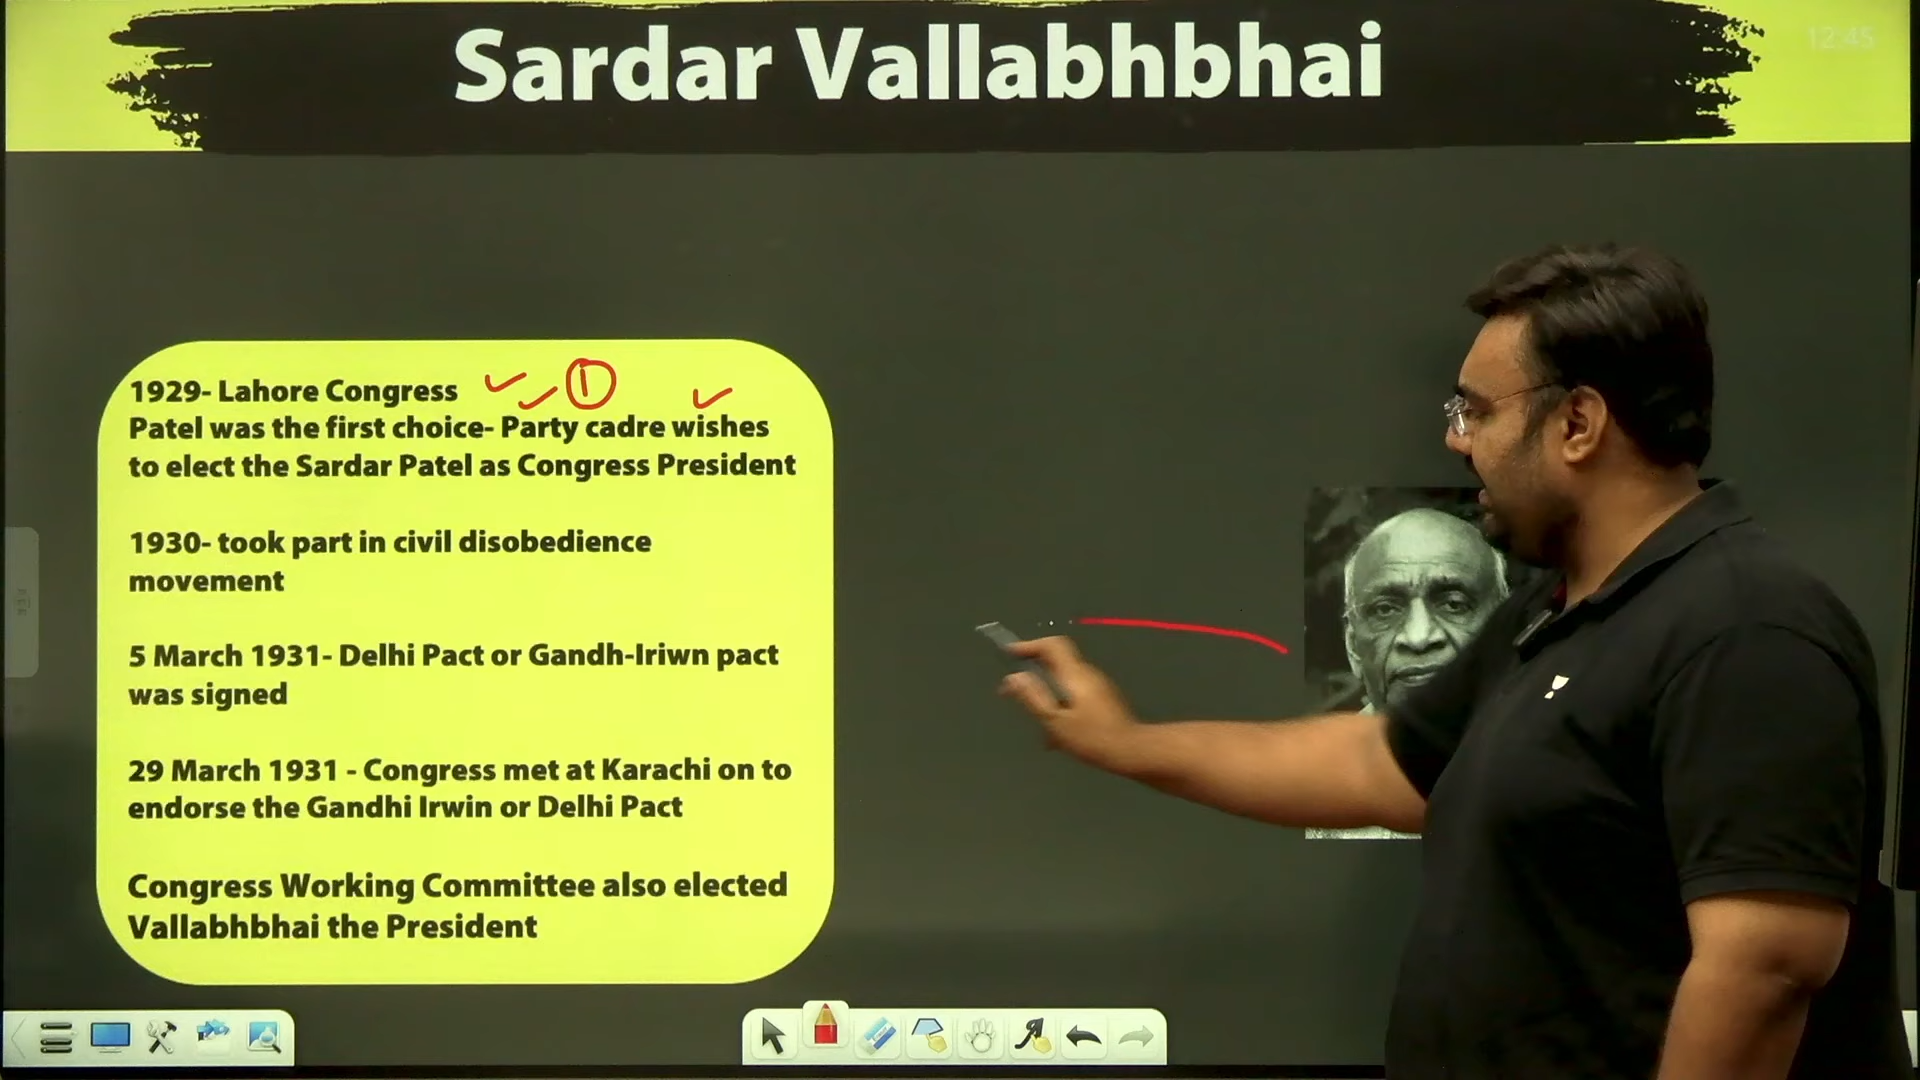 Sardar Vallabhbhai
12:45
1929- Lahore Congress
1
Patel was the first choice- Party cadre wishes
to elect the Sardar Patel as Congress President
1930- took part in civil disobedience
movement
5 March 1931- Delhi Pact or Gandh-Iriwn pact
was signed
29 March 1931 - Congress met at Karachi on to
endorse the Gandhi Irwin or Delhi Pact
Congress Working Committee also elected
Vallabhbhai the President